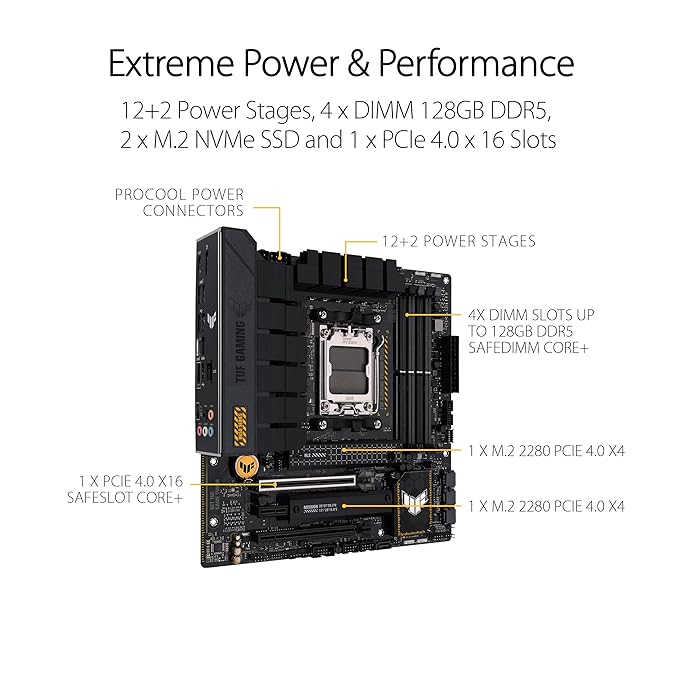 Extreme Power & Performance
12+2 Power Stages, 4 x DIMM 128GB DDR5,
2 x M.2 NVMe SSD and 1 x PCIe 4.0 x 16 Slots
PROCOOL POWER
CONNECTORS
12+2 POWER STAGES
4X DIMM SLOTS UP
TO 128GB DDR5
SAFEDIMM CORE+
TUF GAMING
RYZEN
M.2
1 X M.2 2280 PCIE 4.0 X4
1 X PCIE 4.0 X16
SAFESLOT CORE+
1 X M.2 2280 PCIE 4.0 X4